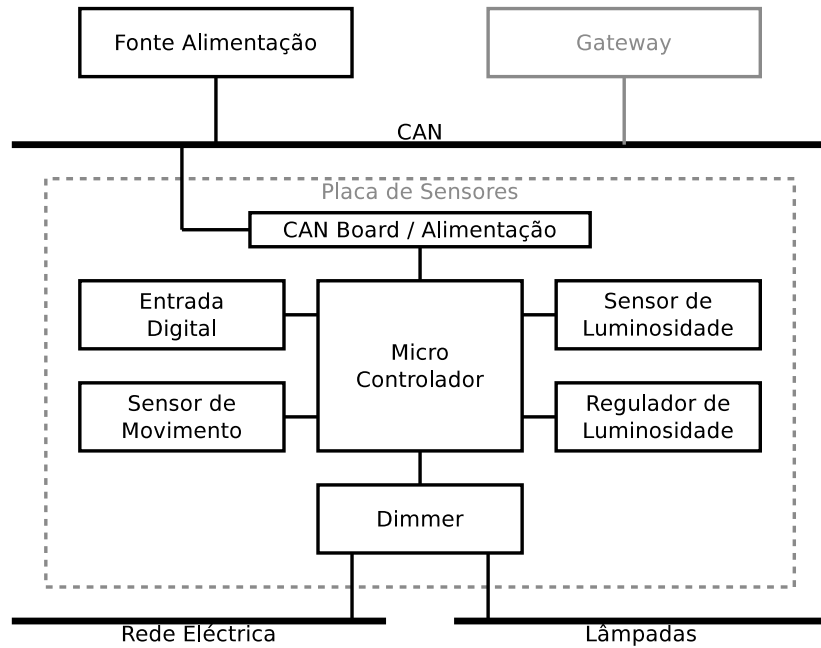 Fonte Alimentação
Gateway
CAN
Placa de Sensores
CAN Board / Alimentação
Entrada
Digital
Sensor de
Luminosidade
Micro
Controlador
Sensor de
Movimento
Regulador de
Luminosidade
Dimmer
Rede Eléctrica
Lâmpadas